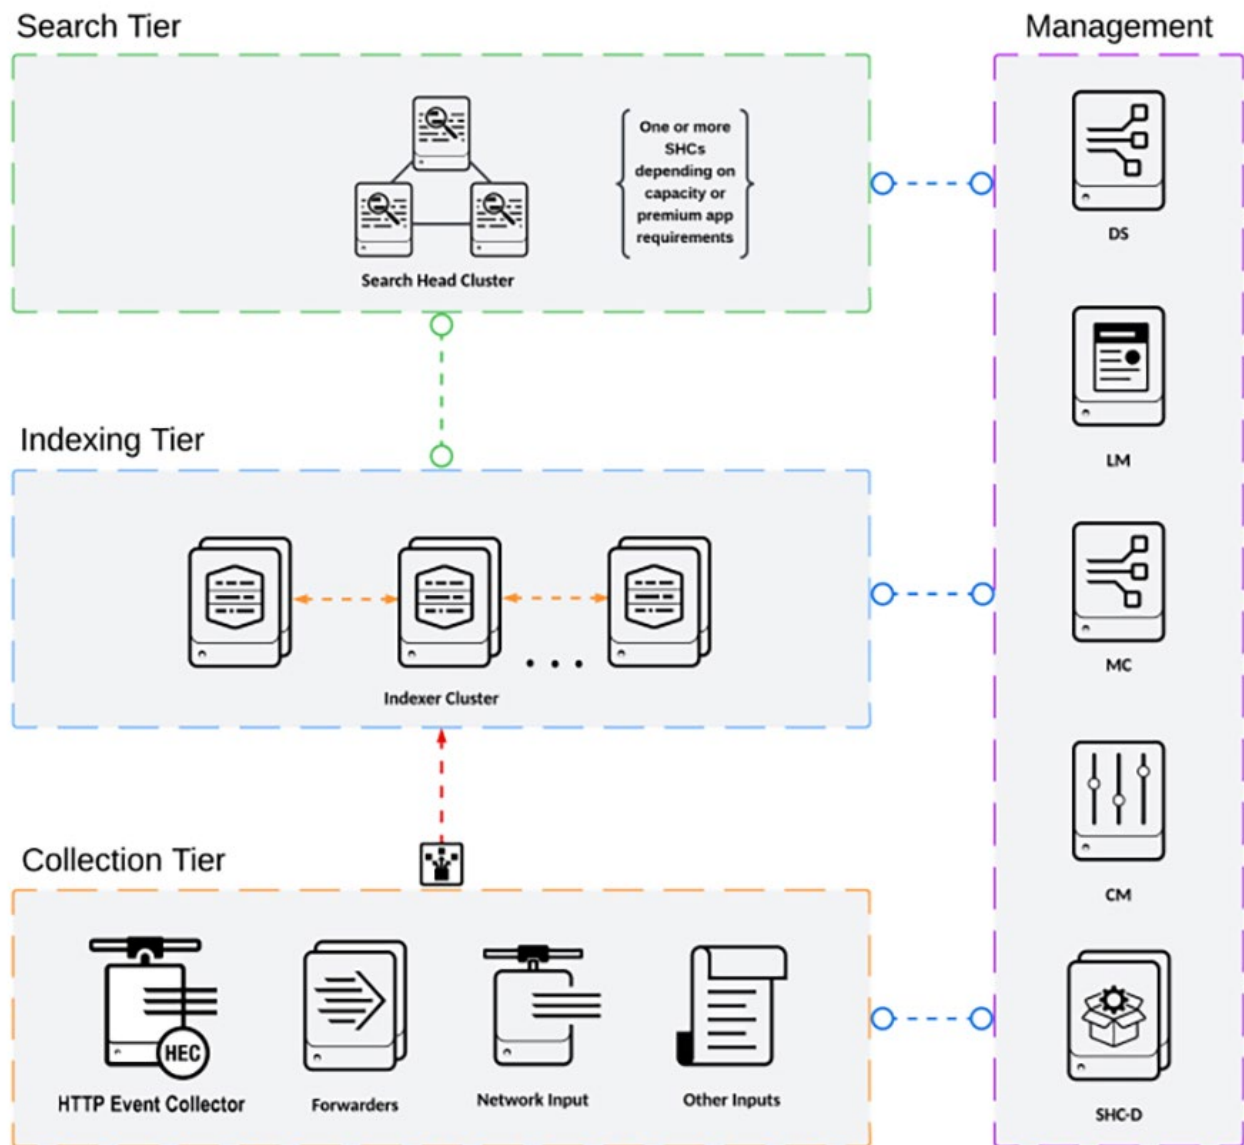 Search Tier
Management
One or more
SHCs
depending on
capacity or
premium app
requirements
Search Head Cluster
DS
LM
Indexing Tier
Indexer Cluster
MC
Collection Tier
CM
HEC
HTTP Event Collector
Forwarders
Network Input
Other Inputs
SHC-D